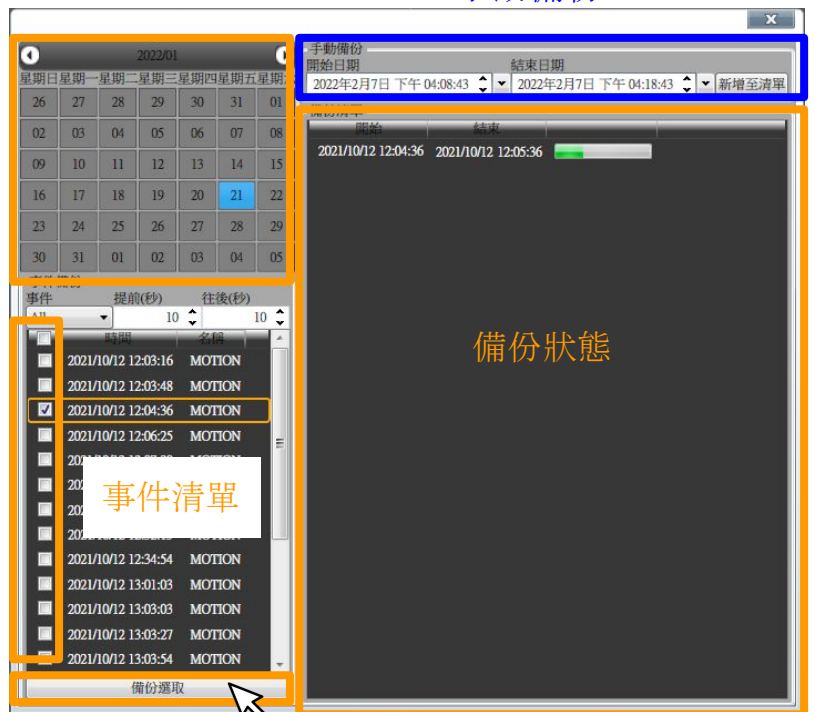 2022/01
星期日 星期一 星期二 星期三 星期四 星期五
26 27 28 29 30 31 01
02 03 04 05 06 07 08
09 10 11 12 13 14 15
16 17 18 19 20 21 22
23 24 25 26 27 28 29
30 31 01 02 03 04 05
事件 提前(秒) 往後(秒)
All 10 10
時間 名稱
2021/10/12 12:03:16 MOTION
2021/10/12 12:03:48 MOTION
2021/10/12 12:04:36 MOTION
2021/10/12 12:06:25 MOTION
事件清單
2021/10/12 12:34:54 MOTION
2021/10/12 13:01:03 MOTION
2021/10/12 13:03:03 MOTION
2021/10/12 13:03:27 MOTION
2021/10/12 13:03:54 MOTION
備份選取
手動備份
開始日期 結束日期
2022年2月7日 下午 04:08:43 2022年2月7日 下午 04:18:43 新增至清單
開始 結束
2021/10/12 12:04:36 2021/10/12 12:05:36
備份狀態